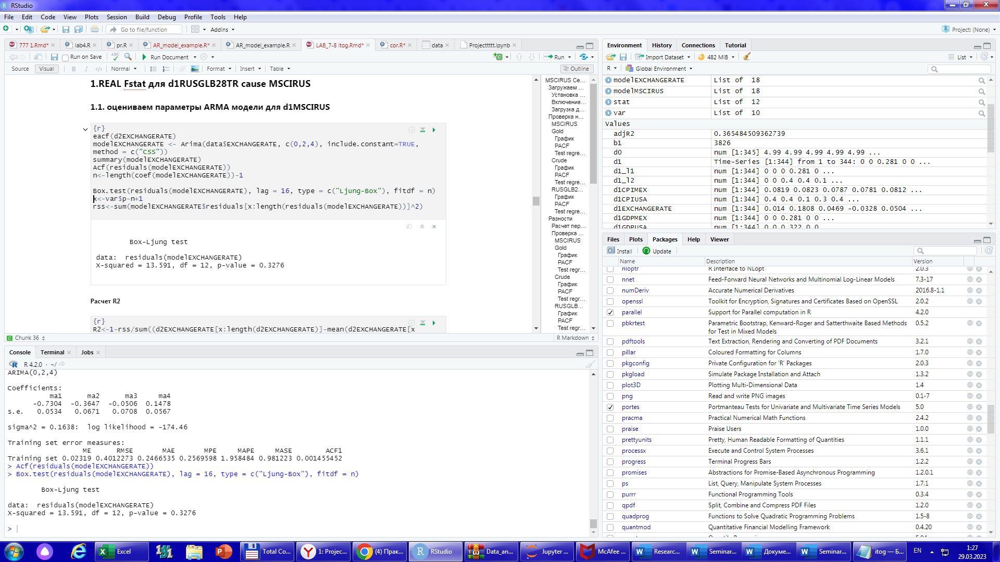 RStudio
File Edit Code View Plots Session Build Debug Profile Tools Help
Go to file/function Addins Project: (None)
777 1.Rmd* lab4.R pr.R AR_model_example.R* AR_model_example.R LAB_7-8 itog.Rmd* cor.R* data Projecttttt.ipynb
Run on Save ABC Run Document Run
Source Visual B I </> Normal Format Insert Table Outline
1.REAL Fstat для d1RUSGLB28TR cause MSCIRUS
1.1. оцениваем параметры ARMA модели для d1MSCIRUS
{r}
eacf(d2EXCHANGERATE)
modelEXCHANGERATE <- Arima(data$EXCHANGERATE, c(0,2,4), include.constant=TRUE,
method = c("CSS"))
summary(modelEXCHANGERATE)
Acf(residuals(modelEXCHANGERATE))
n<-length(coef(modelEXCHANGERATE))-1
Box.test(residuals(modelEXCHANGERATE), lag = 16, type = c("Ljung-Box"), fitdf = n)
x<-var$p-n+1
rss<-sum(modelEXCHANGERATE$residuals[x:length(residuals(modelEXCHANGERATE))]^2)
Box-Ljung test
data: residuals(modelEXCHANGERATE)
X-squared = 13.591, df = 12, p-value = 0.3276
Расчет R2
{r}
R2<-1-rss/sum((d2EXCHANGERATE[x:length(d2EXCHANGERATE)]-mean(d2EXCHANGERATE[x
Chunk 36 R Markdown
MSCIRUS Ce...
Загружаем ...
Установка ...
Включение...
Загрузка д...
Проверка н...
MSCIRUS
Gold
График
PACF
Test regre...
Crude
График
PACF
Test regre...
RUSGLB2...
График
PACF
Test regre...
Разности
Расчет пер...
Проверка ...
MSCIRUS
Gold
График
PACF
Test regr...
Crude
График
PACF
Test regr...
RUSGLB...
График
PACF
Test regr...
Console Terminal Jobs
R 4.2.0 · ~/
ARIMA(0,2,4)
Coefficients:
ma1 ma2 ma3 ma4
-0.7304 -0.3647 -0.0506 0.1478
s.e. 0.0534 0.0671 0.0708 0.0567
sigma^2 = 0.1638: log likelihood = -174.46
Training set error measures:
ME RMSE MAE MPE MAPE MASE ACF1
Training set 0.02319 0.4012273 0.2466535 0.2569598 1.958484 0.981223 0.001455452
> Acf(residuals(modelEXCHANGERATE))
> Box.test(residuals(modelEXCHANGERATE), lag = 16, type = c("Ljung-Box"), fitdf = n)
Box-Ljung test
data: residuals(modelEXCHANGERATE)
X-squared = 13.591, df = 12, p-value = 0.3276
>
Environment History Connections Tutorial
Import Dataset 482 MiB List
R Global Environment
modelEXCHANGERATE List of 18
modelMSCIRUS List of 18
stat List of 12
var List of 10
Values
adjR2 0.365484509362739
b1 3826
d0 num [1:345] 4.99 4.99 4.99 4.99 4.99 ...
d1 Time-Series [1:344] from 1 to 344: 0 0 0.281 0 0 ...
d1_l1 num [1:344] 0 0 0 0.281 0 ...
d1_l2 num [1:344] 0 0 0.4 0.4 0.1 ...
d1CPIMEX num [1:344] 0.0819 0.0823 0.0787 0.0781 0.0812 ...
d1CPIUSA num [1:344] 0.4 0.4 0.1 0.3 0.4 ...
d1EXCHANGERATE num [1:344] 0.014 0.1808 0.0469 -0.0328 0.0504 ...
d1GDPMEX num [1:344] 0 0 0.281 0 0 ...
d1GDPUSA num [1:344] 0 0 0.322 0 0
Files Plots Packages Help Viewer
Install Update
Name Description Version
nloptr R Interface to NLopt 2.0.3
nnet Feed-Forward Neural Networks and Multinomial Log-Linear Models 7.3-17
numDeriv Accurate Numerical Derivatives 2016.8-1.1
openssl Toolkit for Encryption, Signatures and Certificates Based on OpenSSL 2.0.2
parallel Support for Parallel computation in R 4.2.0
pbkrtest Parametric Bootstrap, Kenward-Roger and Satterthwaite Based Methods 0.5.2
for Test in Mixed Models
pdftools Text Extraction, Rendering and Converting of PDF Documents 3.2.1
pillar Coloured Formatting for Columns 1.7.0
pkgconfig Private Configuration for 'R' Packages 2.0.3
pkgload Simulate Package Installation and Attach 1.3.2
plot3D Plotting Multi-Dimensional Data 1.4
png Read and write PNG images 0.1-7
portes Portmanteau Tests for Univariate and Multivariate Time Series Models 5.0
pracma Practical Numerical Math Functions 2.4.2
praise Praise Users 1.0.0
prettyunits Pretty, Human Readable Formatting of Quantities 1.1.1
processx Execute and Control System Processes 3.6.1
progress Terminal Progress Bars 1.2.2
promises Abstractions for Promise-Based Asynchronous Programming 1.2.0.1
ps List, Query, Manipulate System Processes 1.7.1
purrr Functional Programming Tools 0.3.4
qpdf Split, Combine and Compress PDF Files 1.2.0
quadprog Functions to Solve Quadratic Programming Problems 1.5-8
quantmod Quantitative Financial Modelling Framework 0.4.20
Excel Total Co... 1: Projec... (4) Прак... RStudio Data_an... Jupyter ... McAfee ... Researc... Seminar... Докуме... Seminar... itog — Б... EN 1:27
29.03.2023